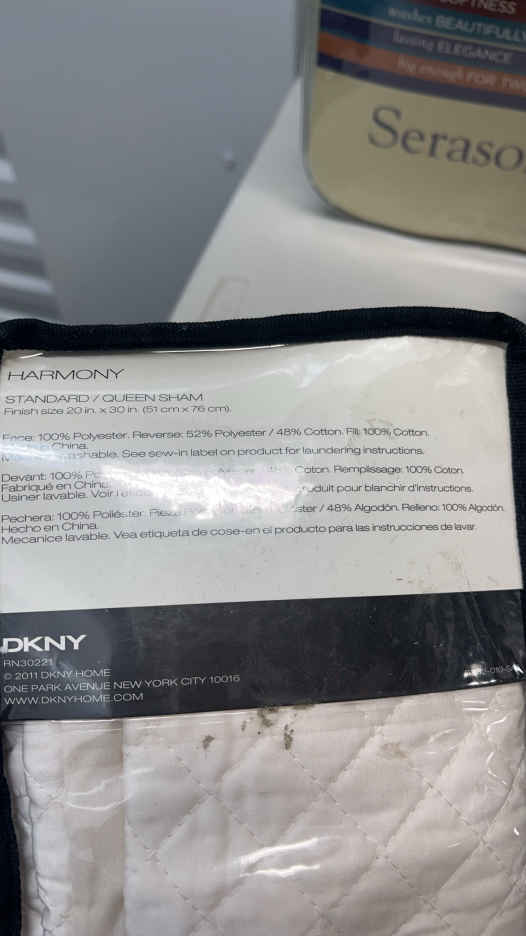 SOFTNESS
washes BEAUTIFULLY
lasting ELEGANCE
big enough FOR TWO
Seraso
HARMONY
STANDARD / QUEEN SHAM
Finish size 20 in. x 30 in. (51 cm x 76 cm).
Face: 100% Polyester. Reverse: 52% Polyester / 48% Cotton. Fill: 100% Cotton.
in China.
washable. See sew-in label on product for laundering instructions.
Devant: 100% 48% Coton. Remplissage: 100% Coton.
Fabriqué en Chine.
Usiner lavable. Voir produit pour blanchir d'instructions.
Pechera: 100% Poliéster. / 48% Algodón. Relleno: 100% Algodón.
Hecho en China.
Mecanice lavable. Vea etiqueta de cose-en el producto para las instrucciones de lavar.
DKNY
RN30221
© 2011 DKNY HOME
ONE PARK AVENUE NEW YORK CITY 10016
WWW.DKNYHOME.COM